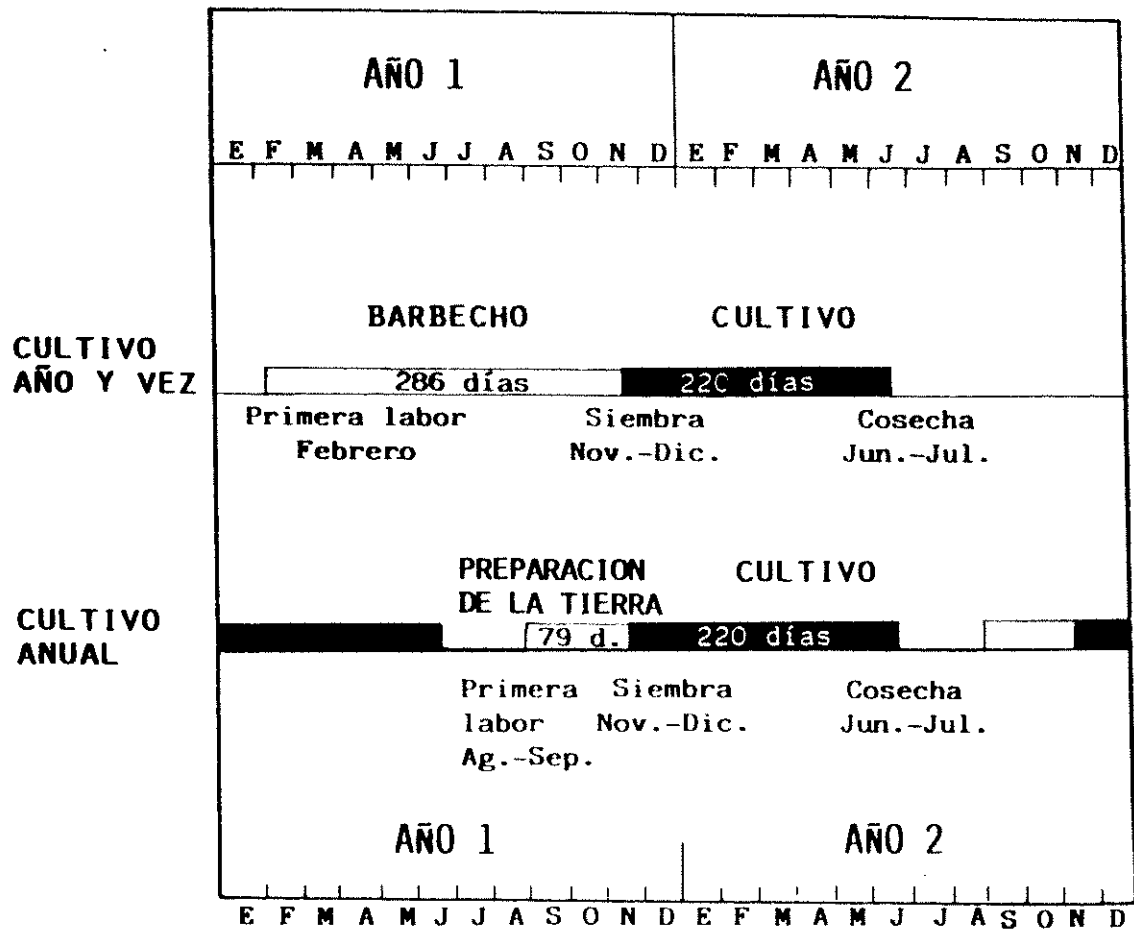 AÑO 1 AÑO 2
E F M A M J J A S O N D E F M A M J J A S O N D
BARBECHO CULTIVO
CULTIVO
AÑO Y VEZ
286 días 220 días
Primera labor Siembra Cosecha
Febrero Nov.-Dic. Jun.-Jul.
PREPARACION CULTIVO
DE LA TIERRA
CULTIVO
ANUAL
79 d. 220 días
Primera Siembra Cosecha
labor Nov.-Dic. Jun.-Jul.
Ag.-Sep.
AÑO 1 AÑO 2
E F M A M J J A S O N D E F M A M J J A S O N D